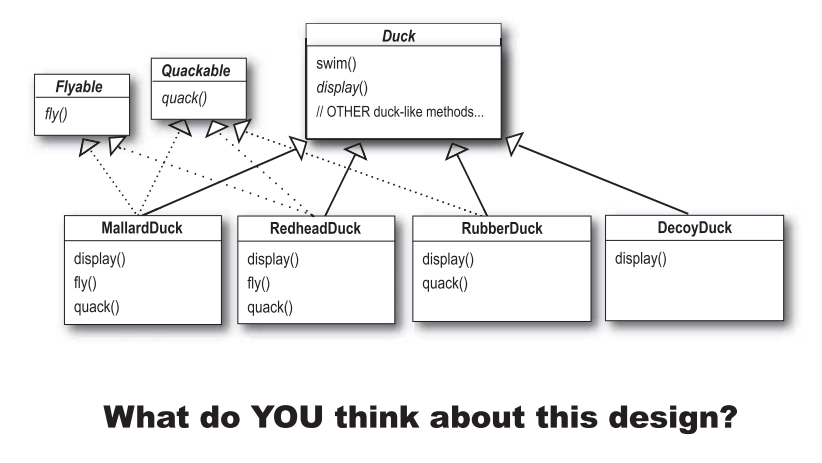 Duck
swim()
display()
// OTHER duck-like methods...
Quackable
quack()
Flyable
fly()
MallardDuck
display()
fly()
quack()
RedheadDuck
display()
fly()
quack()
RubberDuck
display()
quack()
DecoyDuck
display()
What do YOU think about this design?